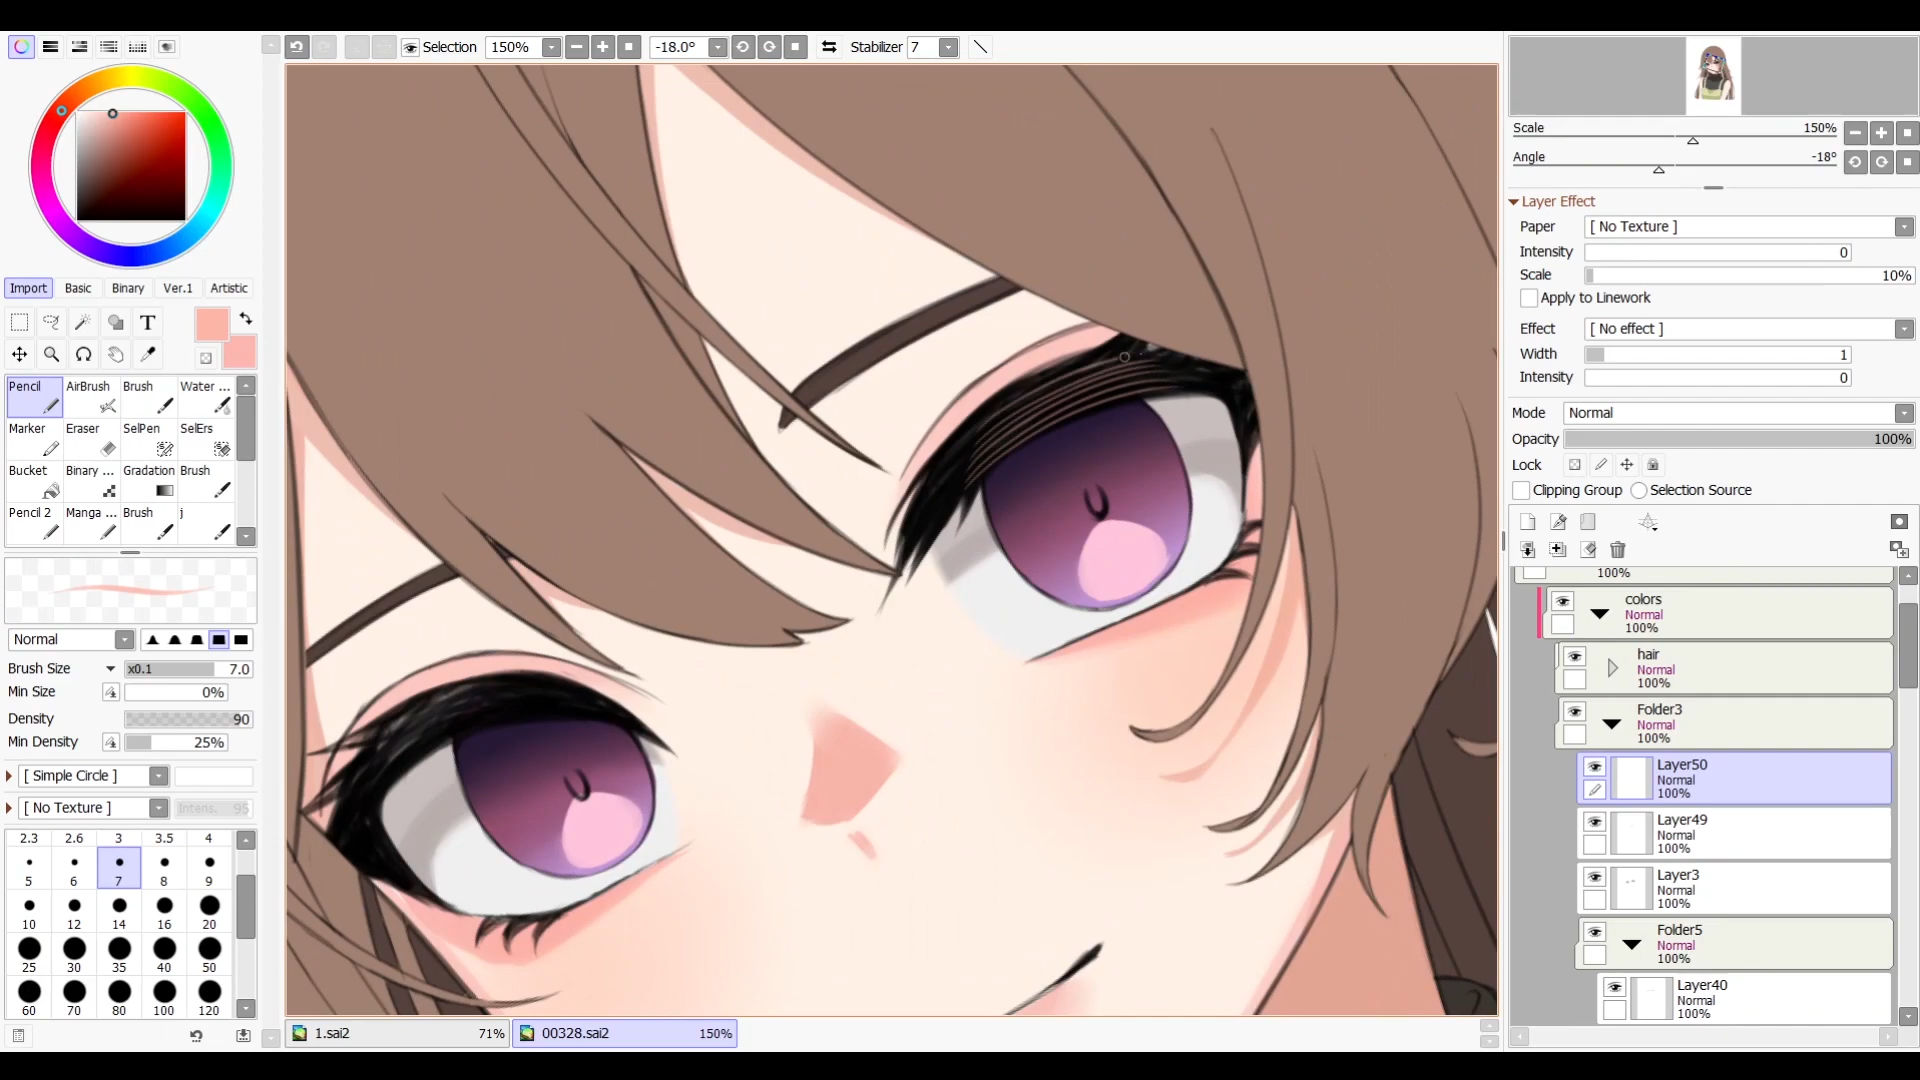 Selection 150% -18.0° Stabilizer 7
Scale 150%
Angle -18°
Layer Effect
Paper [ No Texture ]
Intensity 0
Scale 10%
Apply to Linework
Effect [ No effect ]
Width 1
Intensity 0
Mode Normal
Opacity 100%
Lock
Clipping Group Selection Source
100%
colors
Normal
100%
hair
Normal
100%
Folder3
Normal
100%
Layer50
Normal
100%
Layer49
Normal
100%
Layer3
Normal
100%
Folder5
Normal
100%
Layer40
Normal
100%
Import Basic Binary Ver.1 Artistic
T
Pencil AirBrush Brush Water ...
Marker Eraser SelPen SelErs
Bucket Binary ... Gradation Brush
Pencil 2 Manga ... Brush j
Normal
Brush Size x0.1 7.0
Min Size 0%
Density 90
Min Density 25%
[ Simple Circle ]
[ No Texture ] Intens. 95
2.3 2.6 3 3.5 4
5 6 7 8 9
10 12 14 16 20
25 30 35 40 50
60 70 80 100 120
1.sai2 71% 00328.sai2 150%